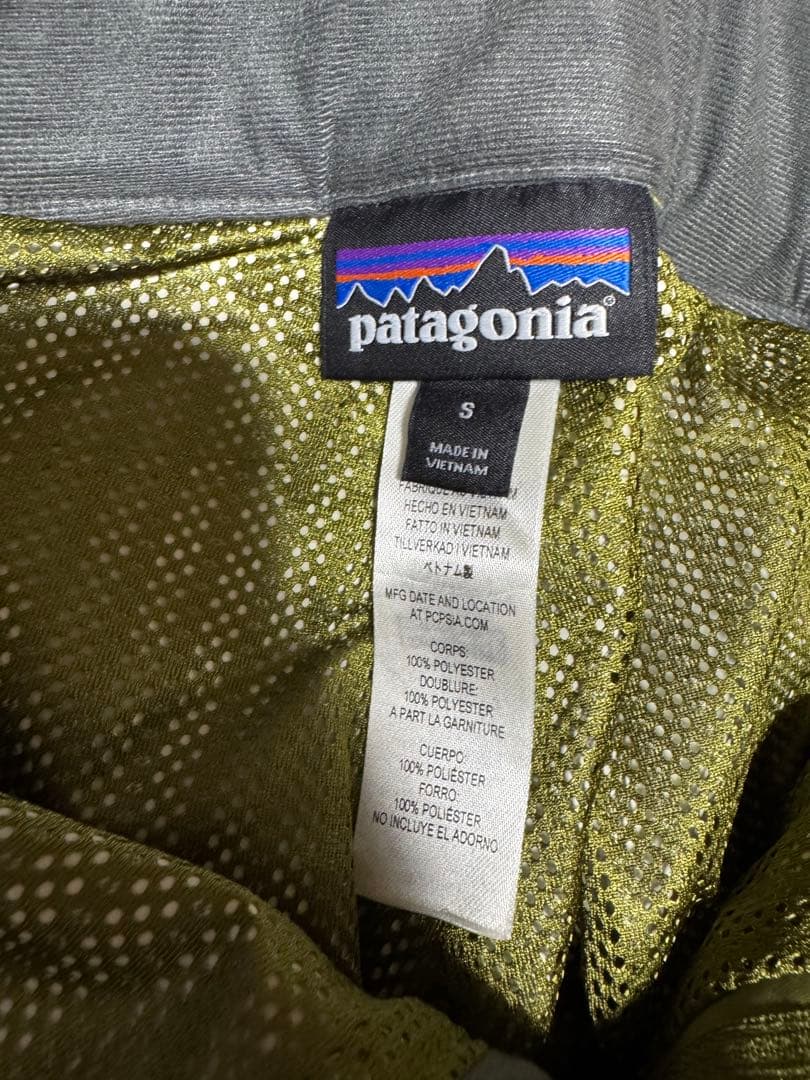 patagonia®
S
MADE IN
VIETNAM
HECHO EN VIETNAM
FATTO IN VIETNAM
TILLVERKAD I VIETNAM
ベトナム製
MFG DATE AND LOCATION
AT PCPSIA.COM
CORPS:
100% POLYESTER
DOUBLURE:
100% POLYESTER
A PART LA GARNITURE
CUERPO:
100% POLIÉSTER
FORRO:
100% POLIÉSTER
NO INCLUYE EL ADORNO